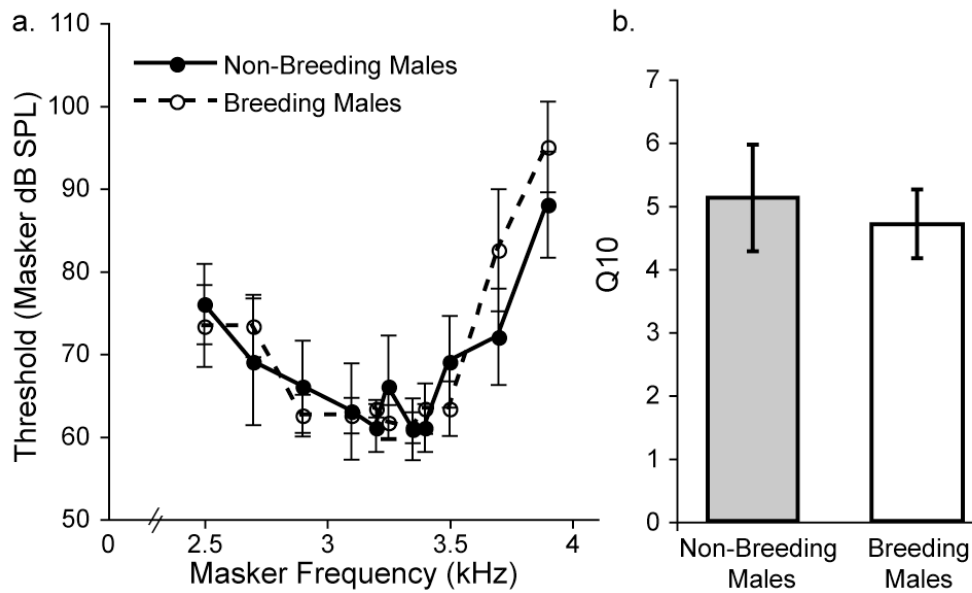 a.
110
100
90
80
70
60
50
Threshold (Masker dB SPL)
Non-Breeding Males
Breeding Males
0
2.5
3
3.5
4
Masker Frequency (kHz)
b.
7
6
5
4
3
2
1
0
Q10
Non-Breeding
Males
Breeding
Males